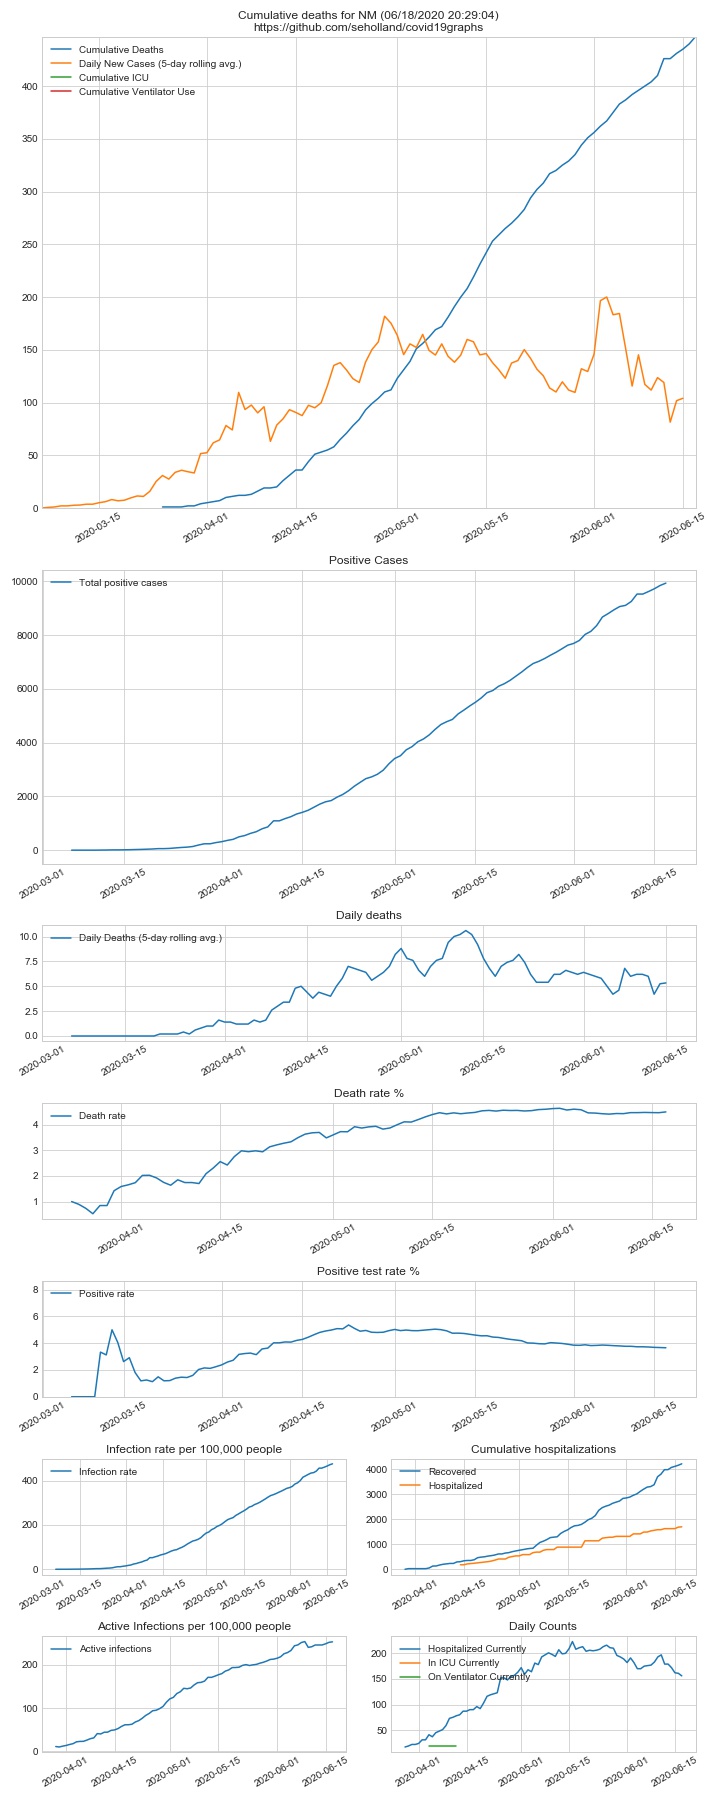 Cumulative deaths for NM (06/18/2020 20:29:04)
https://github.com/seholland/covid19graphs
Cumulative Deaths
Daily New Cases (5-day rolling avg.)
Cumulative ICU
Cumulative Ventilator Use
400
350
300
250
200
150
100
50
0
2020-03-15 2020-04-01 2020-04-15 2020-05-01 2020-05-15 2020-06-01 2020-06-15
Positive Cases
Total positive cases
10000
8000
6000
4000
2000
0
2020-03-01 2020-03-15 2020-04-01 2020-04-15 2020-05-01 2020-05-15 2020-06-01 2020-06-15
Daily deaths
Daily Deaths (5-day rolling avg.)
10.0
7.5
5.0
2.5
0.0
2020-03-01 2020-03-15 2020-04-01 2020-04-15 2020-05-01 2020-05-15 2020-06-01 2020-06-15
Death rate %
Death rate
4
3
2
1
2020-04-01 2020-04-15 2020-05-01 2020-05-15 2020-06-01 2020-06-15
Positive test rate %
Positive rate
8
6
4
2
0
2020-03-01 2020-03-15 2020-04-01 2020-04-15 2020-05-01 2020-05-15 2020-06-01 2020-06-15
Infection rate per 100,000 people
Infection rate
400
200
0
2020-03-01 2020-03-15 2020-04-01 2020-04-15 2020-05-01 2020-05-15 2020-06-01 2020-06-15
Cumulative hospitalizations
Recovered
Hospitalized
4000
3000
2000
1000
0
2020-04-01 2020-04-15 2020-05-01 2020-05-15 2020-06-01 2020-06-15
Active Infections per 100,000 people
Active infections
200
100
0
2020-04-01 2020-04-15 2020-05-01 2020-05-15 2020-06-01 2020-06-15
Daily Counts
Hospitalized Currently
In ICU Currently
On Ventilator Currently
200
150
100
50
2020-04-01 2020-04-15 2020-05-01 2020-05-15 2020-06-01 2020-06-15